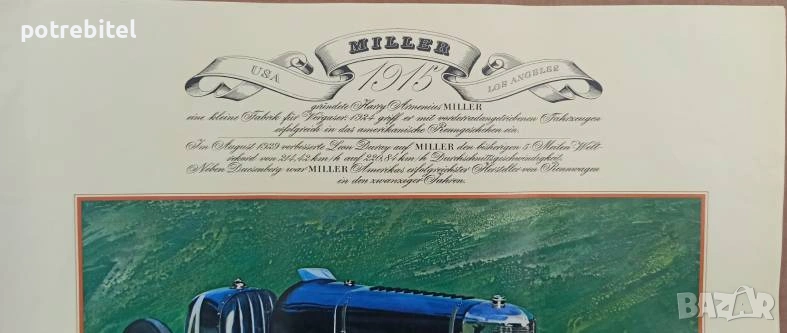 potrebitel
MILLER
USA
1915
LOS ANGELES
gründete Harry Armenius MILLER
eine kleine Fabrik für Vergaser. 1924 griff er mit vorderradangetriebenen Fahrzeugen
erfolgreich in das amerikanische Renngeschehen ein.
Im August 1929 verbesserte Leon Duray auf MILLER den bisherigen 5 Meilen Welt-
rekord von 214,42 km/h auf 220,84 km/h Durchschnittsgeschwindigkeit.
Neben Duesenberg war MILLER Amerikas erfolgreichster Hersteller von Rennwagen
in den zwanziger Jahren.
BAZAR